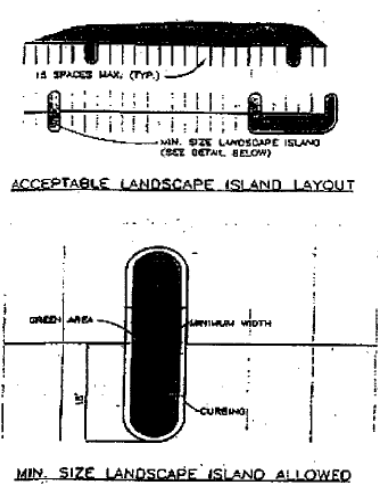 15 SPACES MAX. (TYP.)
MIN. SIZE LANDSCAPE ISLAND
(SEE DETAIL BELOW)
ACCEPTABLE LANDSCAPE ISLAND LAYOUT
GREEN AREA
MINIMUM WIDTH
CURBING
MIN. SIZE LANDSCAPE ISLAND ALLOWED